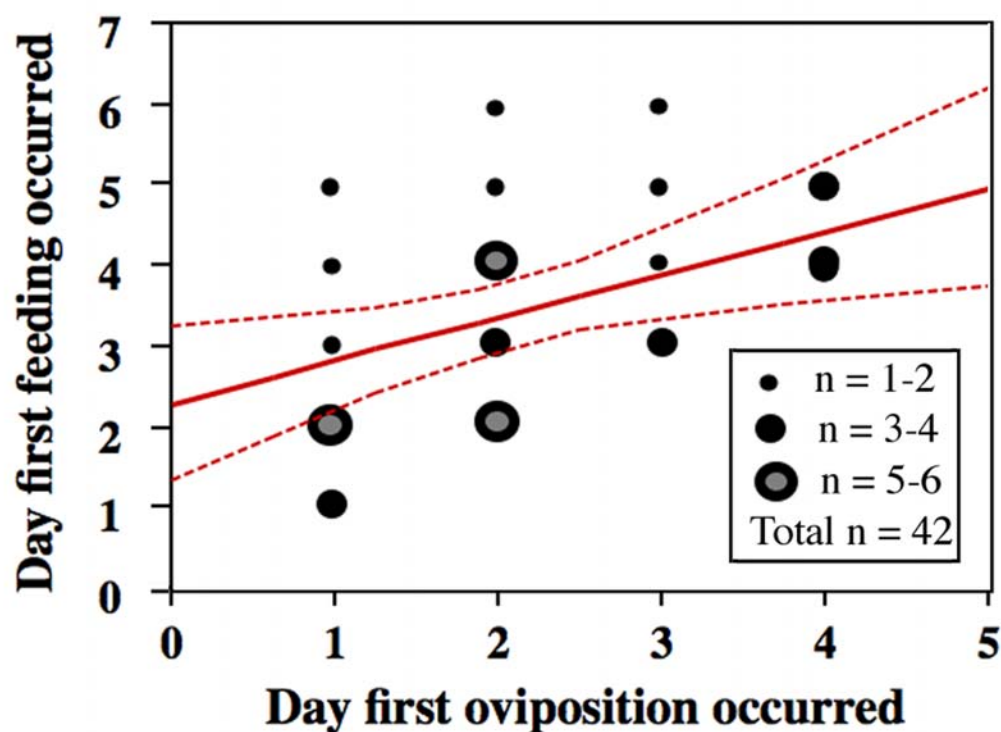 Day first feeding occurred
7
6
5
4
3
2
1
0
n = 1-2
n = 3-4
n = 5-6
Total n = 42
0 1 2 3 4 5
Day first oviposition occurred